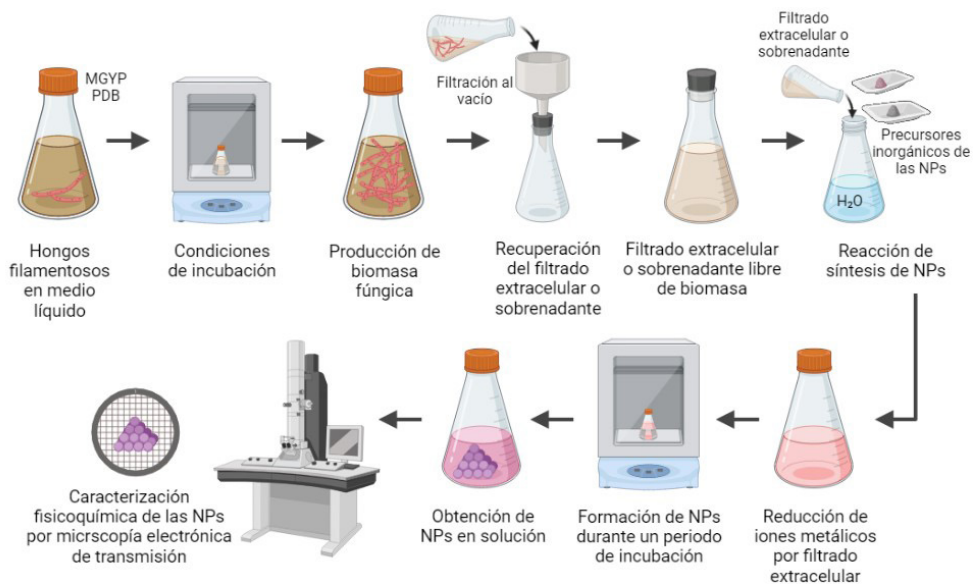 MGYP
PDB
Hongos
filamentosos
en medio
líquido
Condiciones
de incubación
Producción de
biomasa
fúngica
Filtración al
vacío
Recuperación
del filtrado
extracelular o
sobrenadante
Filtrado extracelular
o sobrenadante libre
de biomasa
Filtrado
extracelular o
sobrenadante
Precursores
inorgánicos de
las NPs
H₂O
Reacción de
síntesis de NPs
Reducción de
iones metálicos
por filtrado
extracelular
Formación de NPs
durante un periodo
de incubación
Obtención de
NPs en solución
Caracterización
fisicoquímica de las NPs
por micrscopía electrónica
de transmisión